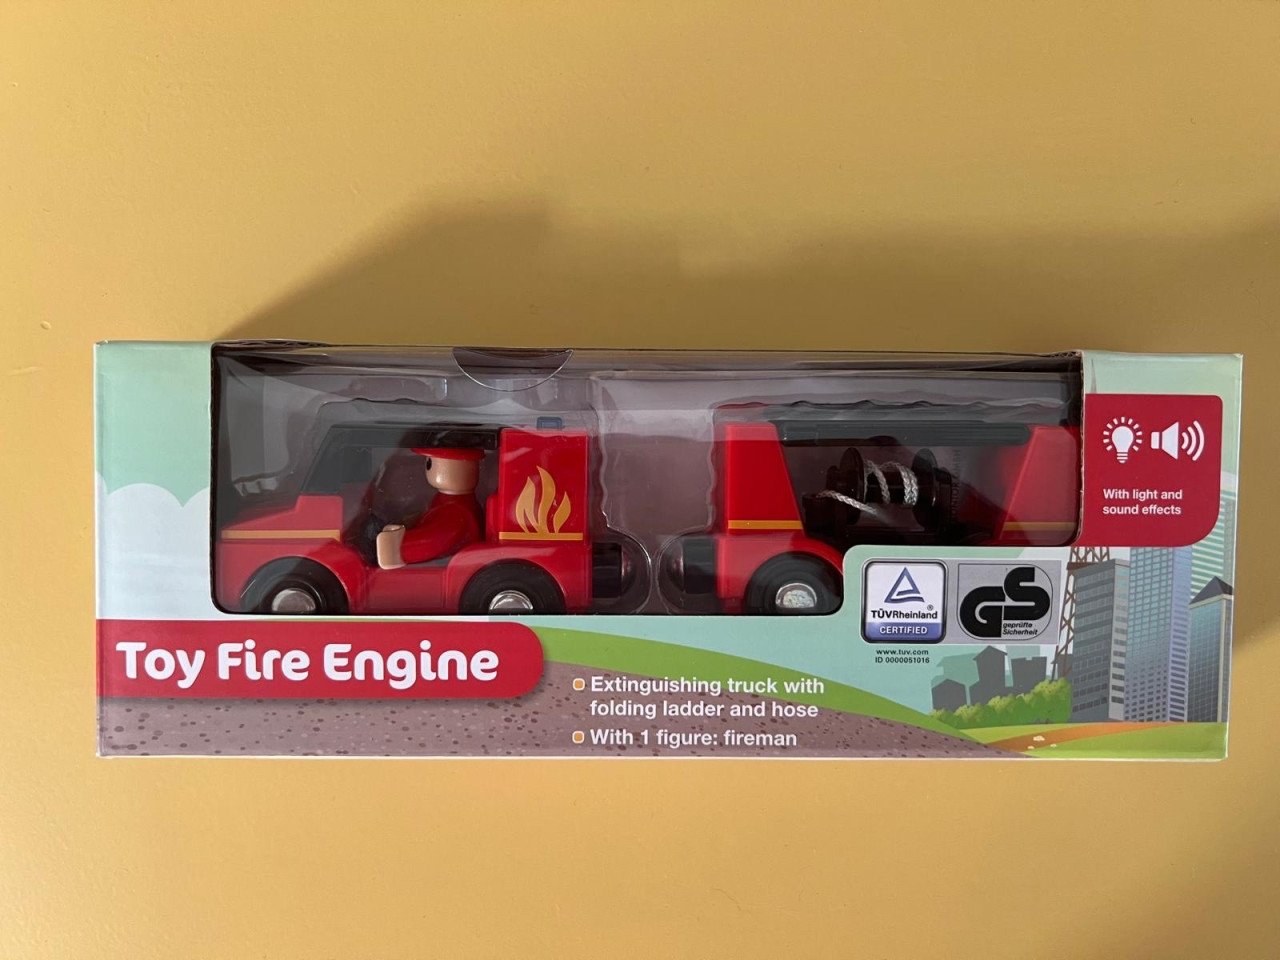 With light and
sound effects
TÜVRheinland®
CERTIFIED
www.tuv.com
ID 0000051016
GS
geprüfte
Sicherheit
Toy Fire Engine
Extinguishing truck with
folding ladder and hose
With 1 figure: fireman